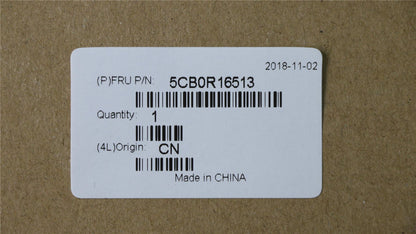 2018-11-02
(P)FRU P/N: 5CB0R16513
Quantity: 1
(4L)Origin: CN
Made in CHINA